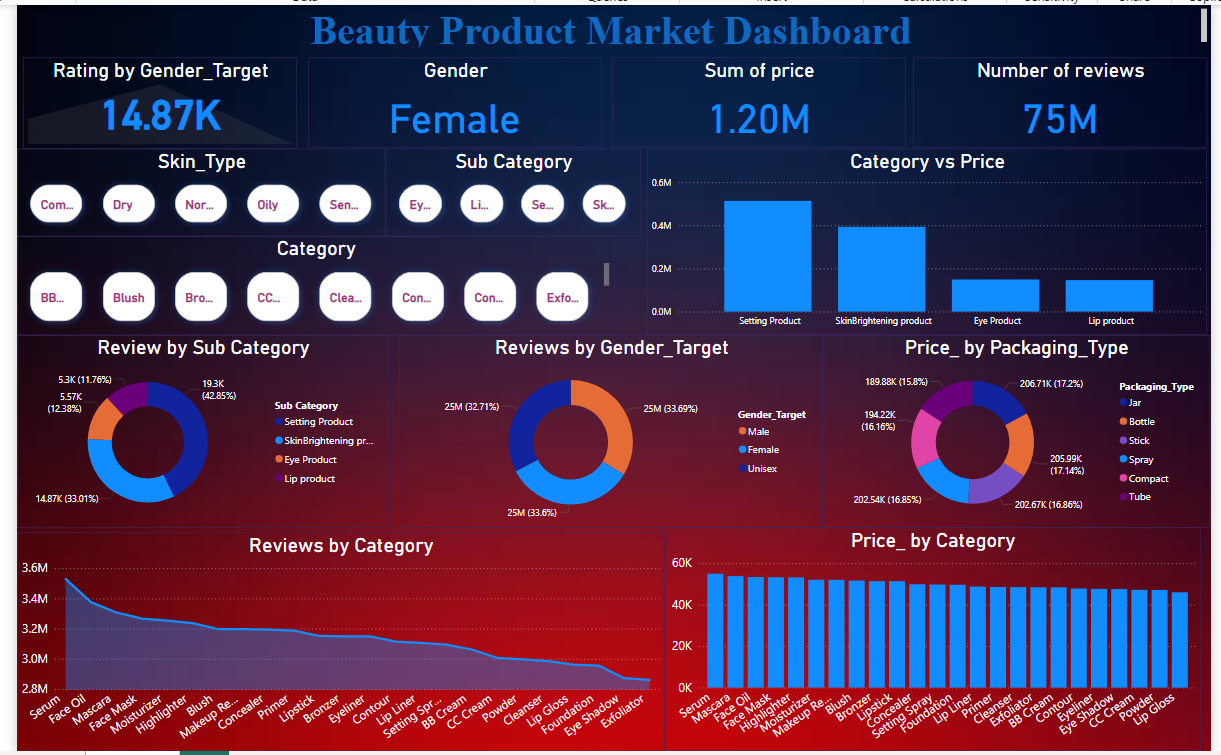 Beauty Product Market Dashboard
Rating by Gender_Target
14.87K
Gender
Female
Sum of price
1.20M
Number of reviews
75M
Skin_Type
Com...
Dry
Nor...
Oily
Sen...
Sub Category
Ey...
Li...
Se...
Sk...
Category
BB...
Blush
Bro...
CC...
Clea...
Con...
Con...
Exfo...
Category vs Price
0.6M
0.4M
0.2M
0.0M
Setting Product
SkinBrightening product
Eye Product
Lip product
Review by Sub Category
5.3K (11.76%)
5.57K
(12.38%)
19.3K
(42.85%)
14.87K (33.01%)
Sub Category
Setting Product
SkinBrightening pr...
Eye Product
Lip product
Reviews by Gender_Target
25M (32.71%)
25M (33.69%)
25M (33.6%)
Gender_Target
Male
Female
Unisex
Price_ by Packaging_Type
189.88K (15.8%)
206.71K (17.2%)
194.22K
(16.16%)
205.99K
(17.14%)
202.54K (16.85%)
202.67K (16.86%)
Packaging_Type
Jar
Bottle
Stick
Spray
Compact
Tube
Reviews by Category
3.6M
3.4M
3.2M
3.0M
2.8M
Serum
Face Oil
Mascara
Face Mask
Moisturizer
Highlighter
Blush
Makeup Re...
Concealer
Primer
Lipstick
Bronzer
Eyeliner
Contour
Lip Liner
Setting Spr...
BB Cream
CC Cream
Powder
Cleanser
Lip Gloss
Foundation
Eye Shadow
Exfoliator
Price_ by Category
60K
40K
20K
0K
Serum
Mascara
Face Oil
Face Mask
Highlighter
Moisturizer
Makeup Re...
Blush
Bronzer
Lipstick
Concealer
Setting Spray
Foundation
Lip Liner
Primer
Cleanser
Exfoliator
BB Cream
Contour
Eyeliner
Eye Shadow
CC Cream
Powder
Lip Gloss